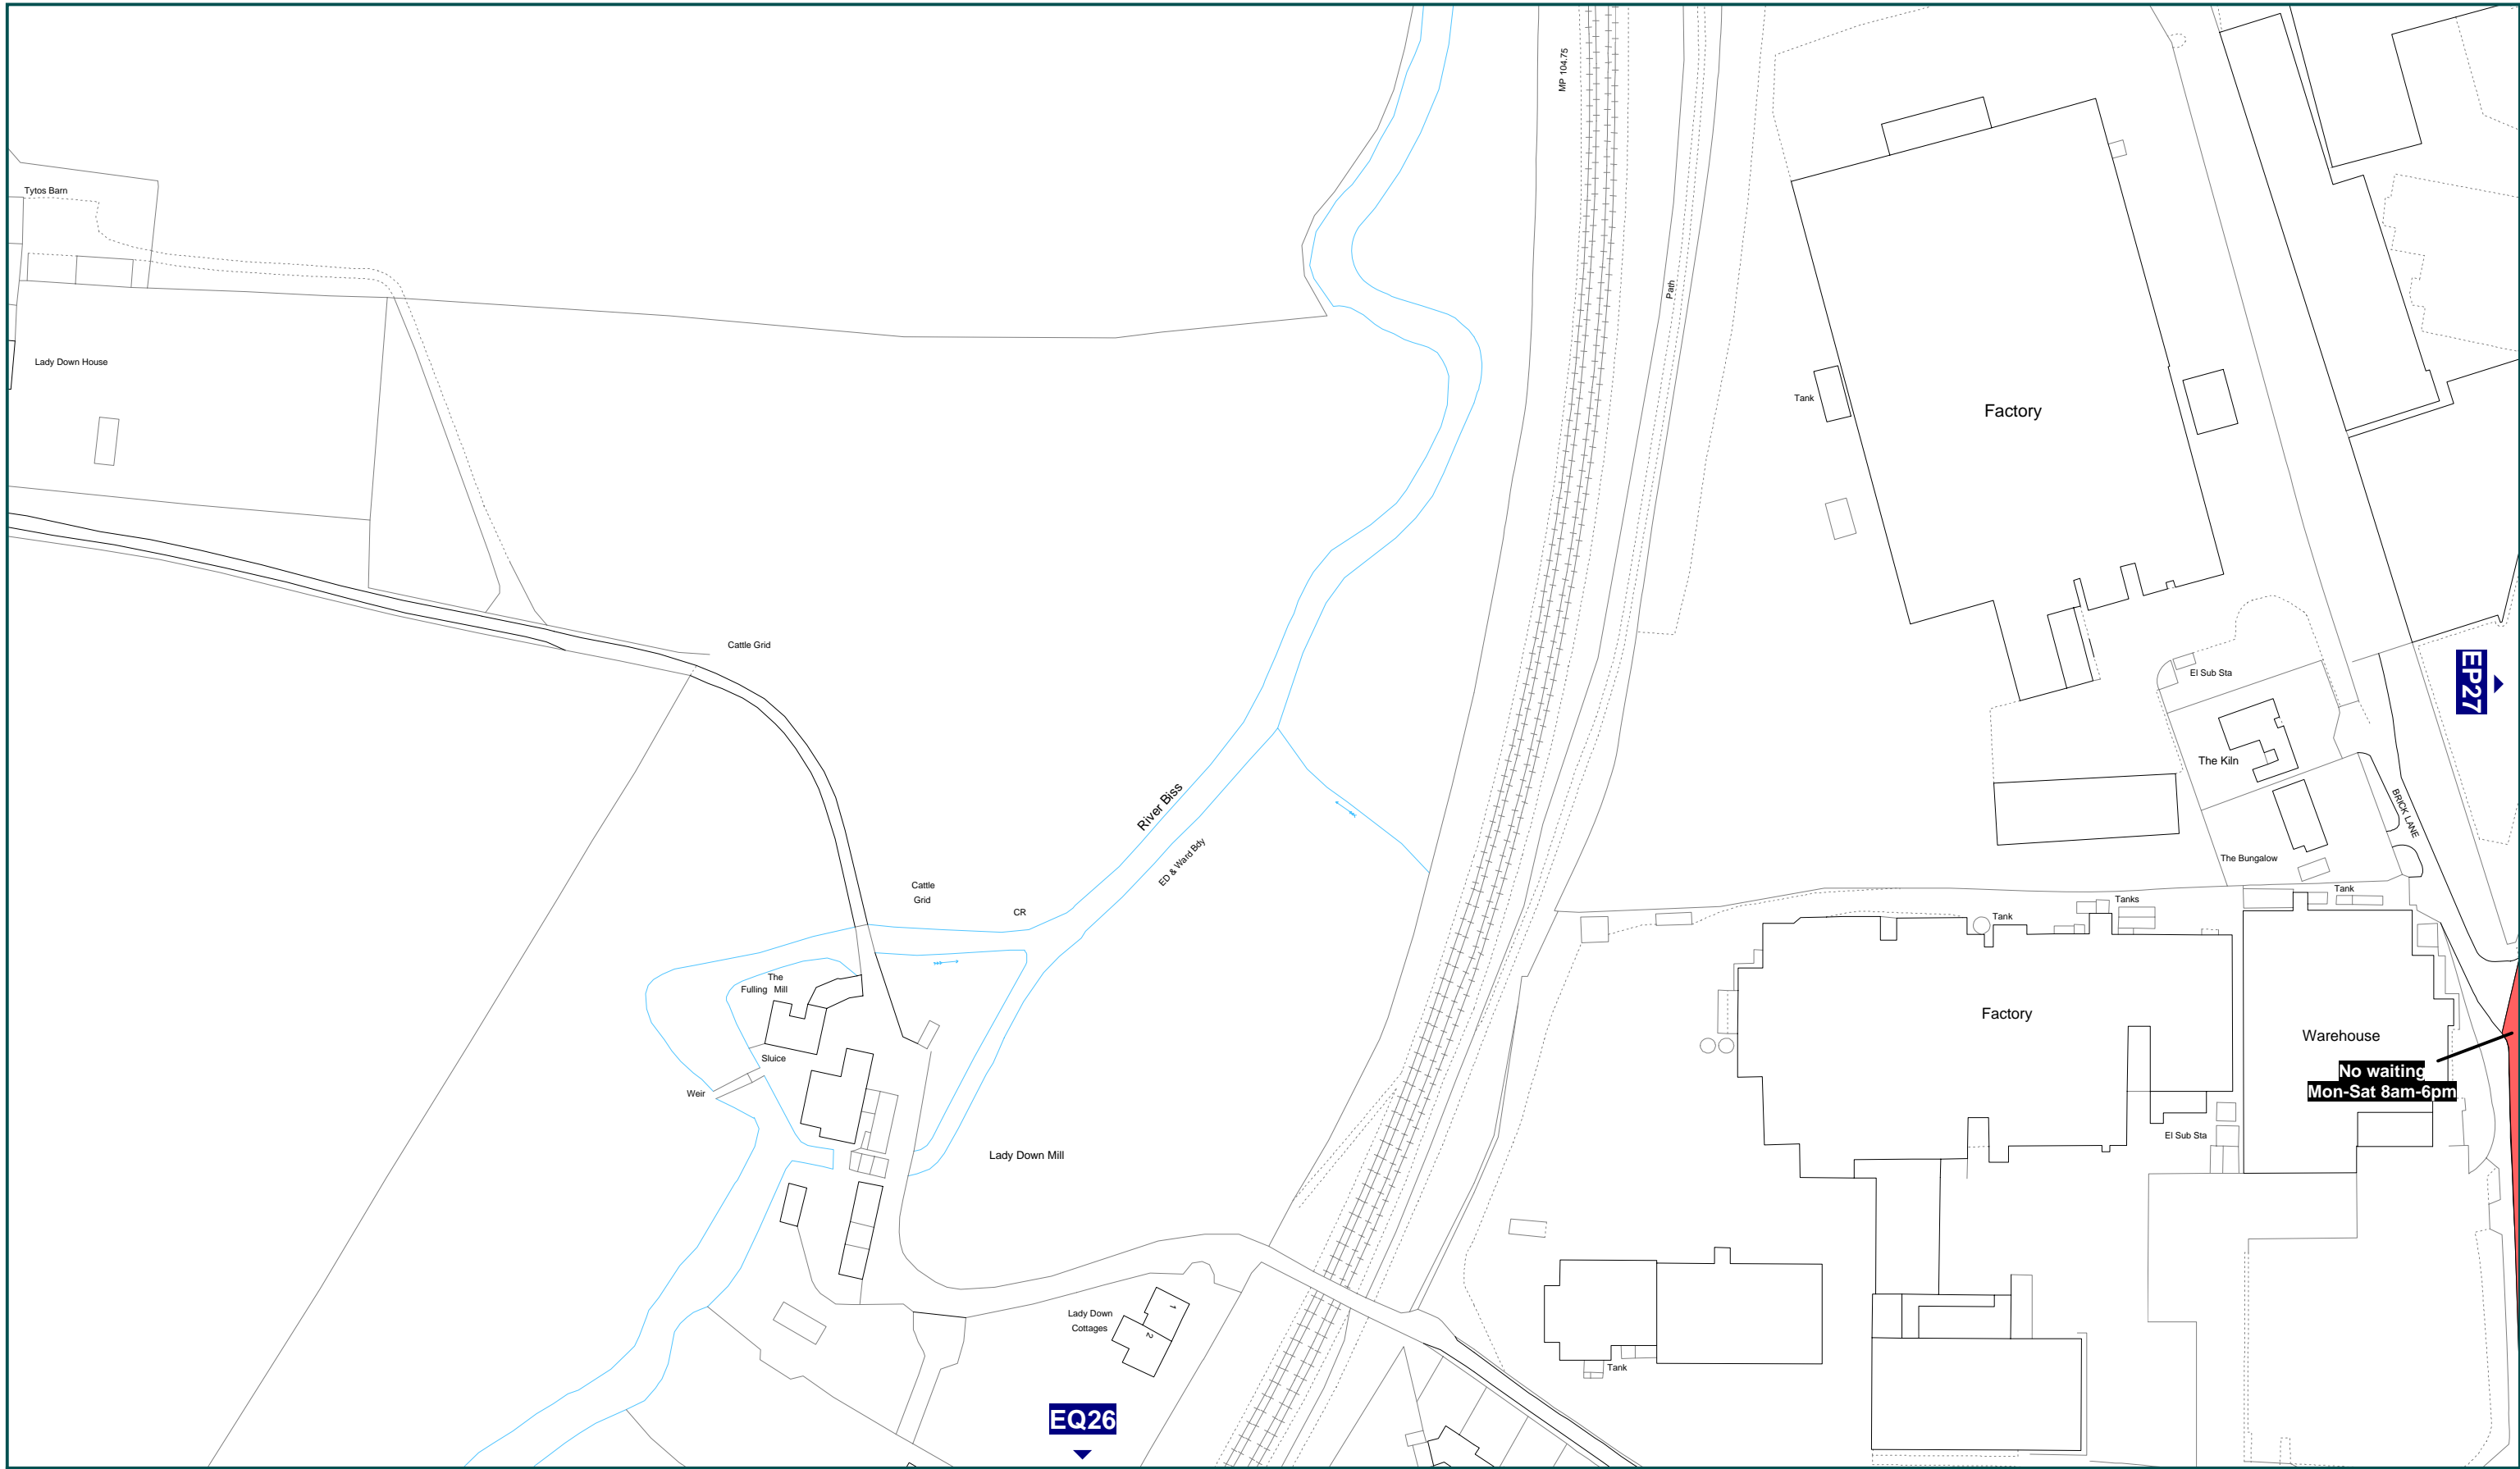 MP 104.75
Tytos Barn
Path
Lady Down House
Tank
Factory
Cattle Grid
El Sub Sta
EP27
The Kiln
River Biss
BRICK LANE
ED & Ward Bdy
The Bungalow
Cattle
Grid
CR
Tank
Tanks
Tank
The
Fulling Mill
Factory
Warehouse
Sluice
No waiting
Mon-Sat 8am-6pm
Weir
El Sub Sta
Lady Down Mill
Lady Down
Cottages
1
2
Tank
EQ26